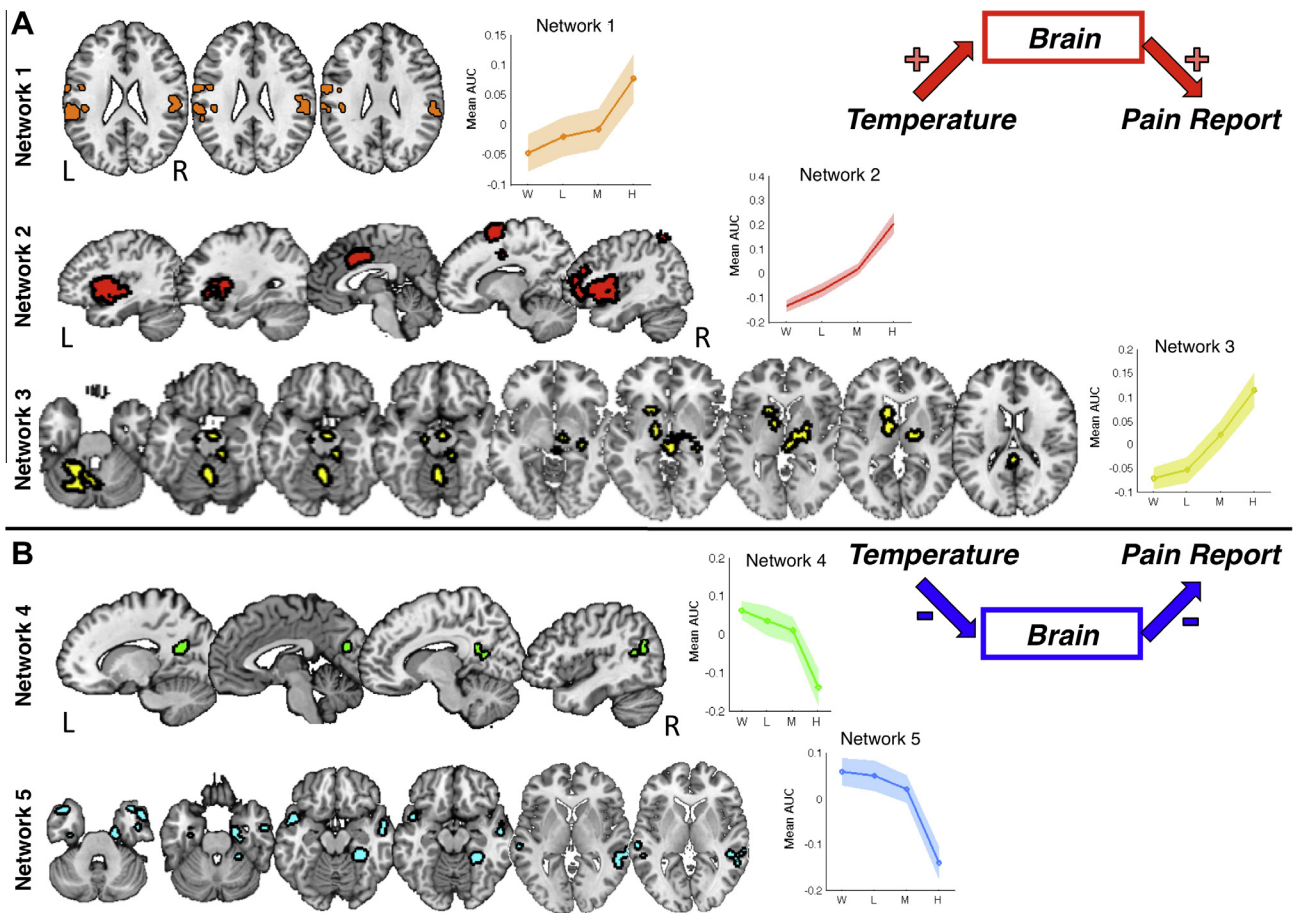 A
Network 1
L
R
Network 1
Mean AUC
0.15
0.1
0.05
0
-0.05
-0.1
W L M H
+
Brain
+
Temperature
Pain Report
Network 2
L
R
Network 2
Mean AUC
0.4
0.3
0.2
0.1
0
-0.1
-0.2
W L M H
Network 3
Network 3
Mean AUC
0.2
0.15
0.1
0.05
0
-0.05
-0.1
W L M H
B
Network 4
L
R
Network 4
Mean AUC
0.2
0.1
0
-0.1
-0.2
W L M H
Temperature
Pain Report
-
Brain
-
Network 5
Network 5
Mean AUC
0.1
0
-0.1
-0.2
W L M H